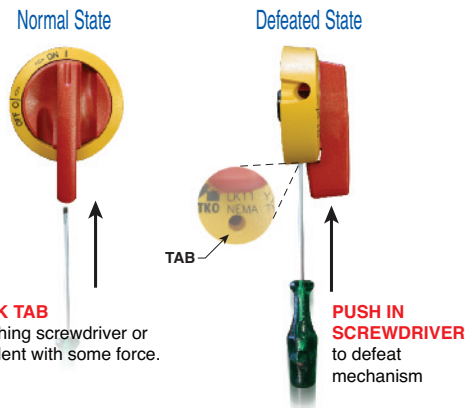 Normal State
Defeated State
ON I
OFF O
TKO NEMA
TAB
K TAB
hing screwdriver or
lent with some force.
PUSH IN
SCREWDRIVER
to defeat
mechanism